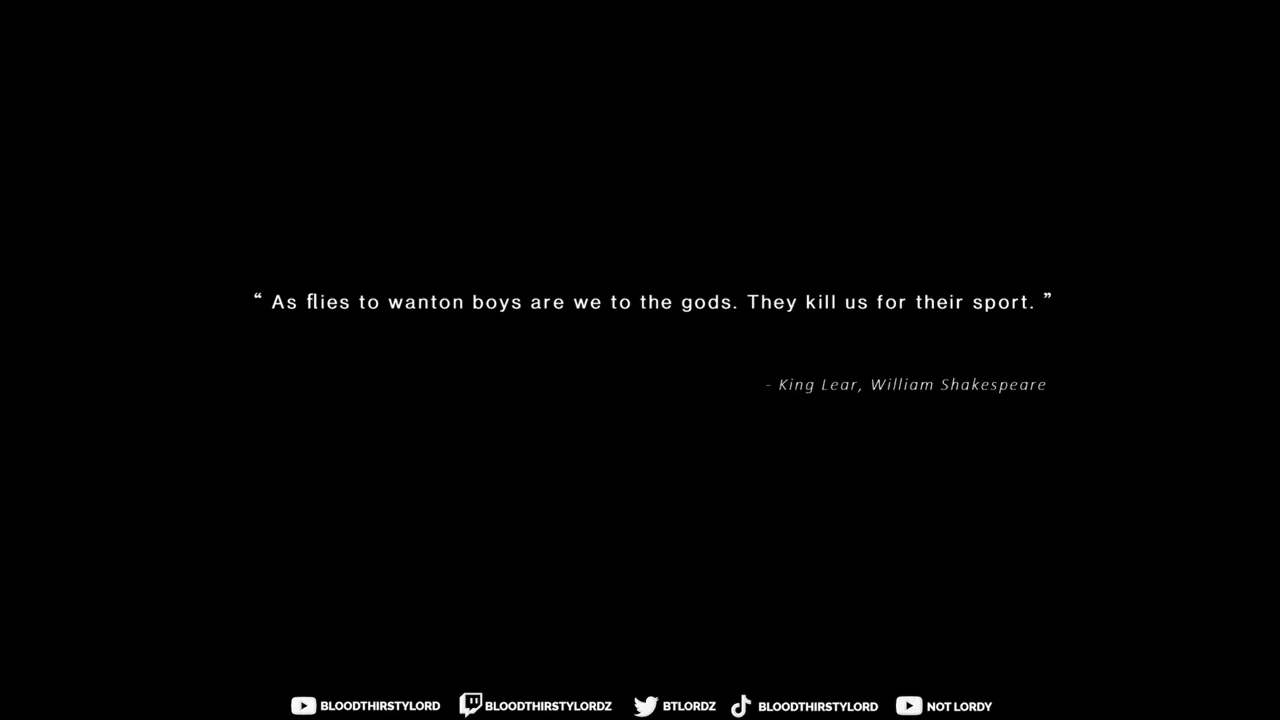 “ As flies to wanton boys are we to the gods. They kill us for their sport. ”
- King Lear, William Shakespeare
BLOODTHIRSTYLORD BLOODTHIRSTYLORDZ BTLORDZ BLOODTHIRSTYLORD NOT LORDY